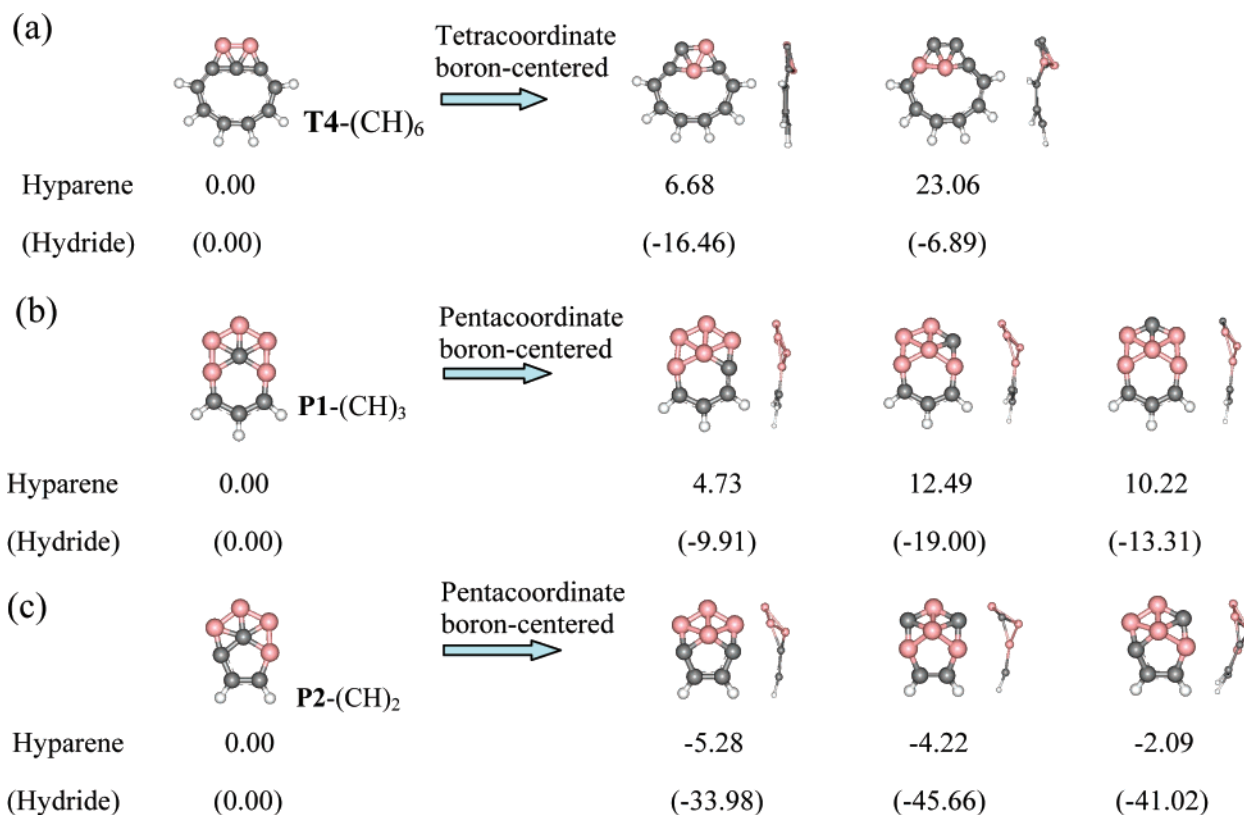 (a)
Tetracoordinate
boron-centered
T4-(CH)₆
Hyparene 0.00 6.68 23.06
(Hydride) (0.00) (-16.46) (-6.89)
(b)
Pentacoordinate
boron-centered
P1-(CH)₃
Hyparene 0.00 4.73 12.49 10.22
(Hydride) (0.00) (-9.91) (-19.00) (-13.31)
(c)
Pentacoordinate
boron-centered
P2-(CH)₂
Hyparene 0.00 -5.28 -4.22 -2.09
(Hydride) (0.00) (-33.98) (-45.66) (-41.02)